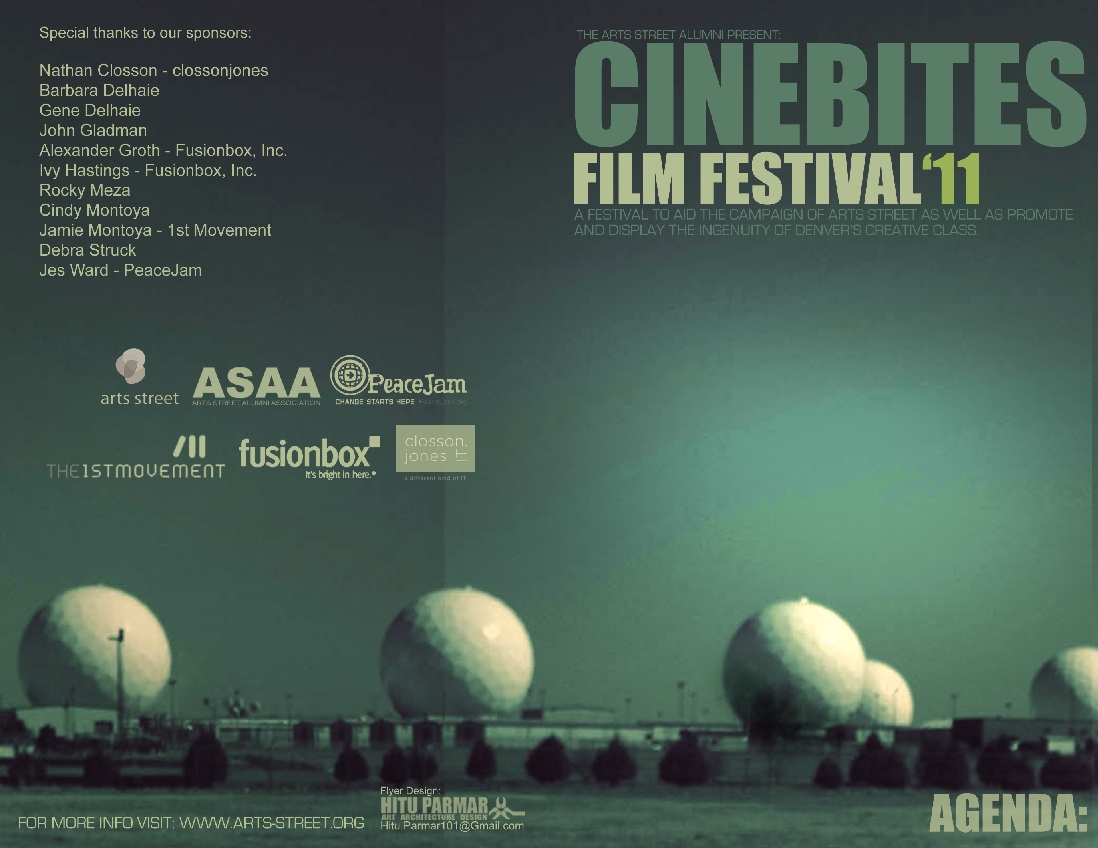 Special thanks to our sponsors:
Nathan Closson - clossonjones
Barbara Delhaie
Gene Delhaie
John Gladman
Alexander Groth - Fusionbox, Inc.
Ivy Hastings - Fusionbox, Inc.
Rocky Meza
Cindy Montoya
Jamie Montoya - 1st Movement
Debra Struck
Jes Ward - PeaceJam
arts street
ASAA
ARTS STREET ALUMNI ASSOCIATION
PeaceJam
CHANGE STARTS HERE
THE1STMOVEMENT
fusionbox
It's bright in here.®
closson.
jones
a different kind of IT
FOR MORE INFO VISIT: WWW.ARTS-STREET.ORG
Flyer Design:
HITU PARMAR
ART ARCHITECTURE DESIGN
Hitu.Parmar101@Gmail.com
THE ARTS STREET ALUMNI PRESENT:
CINEBITES
FILM FESTIVAL '11
A FESTIVAL TO AID THE CAMPAIGN OF ARTS STREET AS WELL AS PROMOTE
AND DISPLAY THE INGENUITY OF DENVER'S CREATIVE CLASS.
AGENDA: